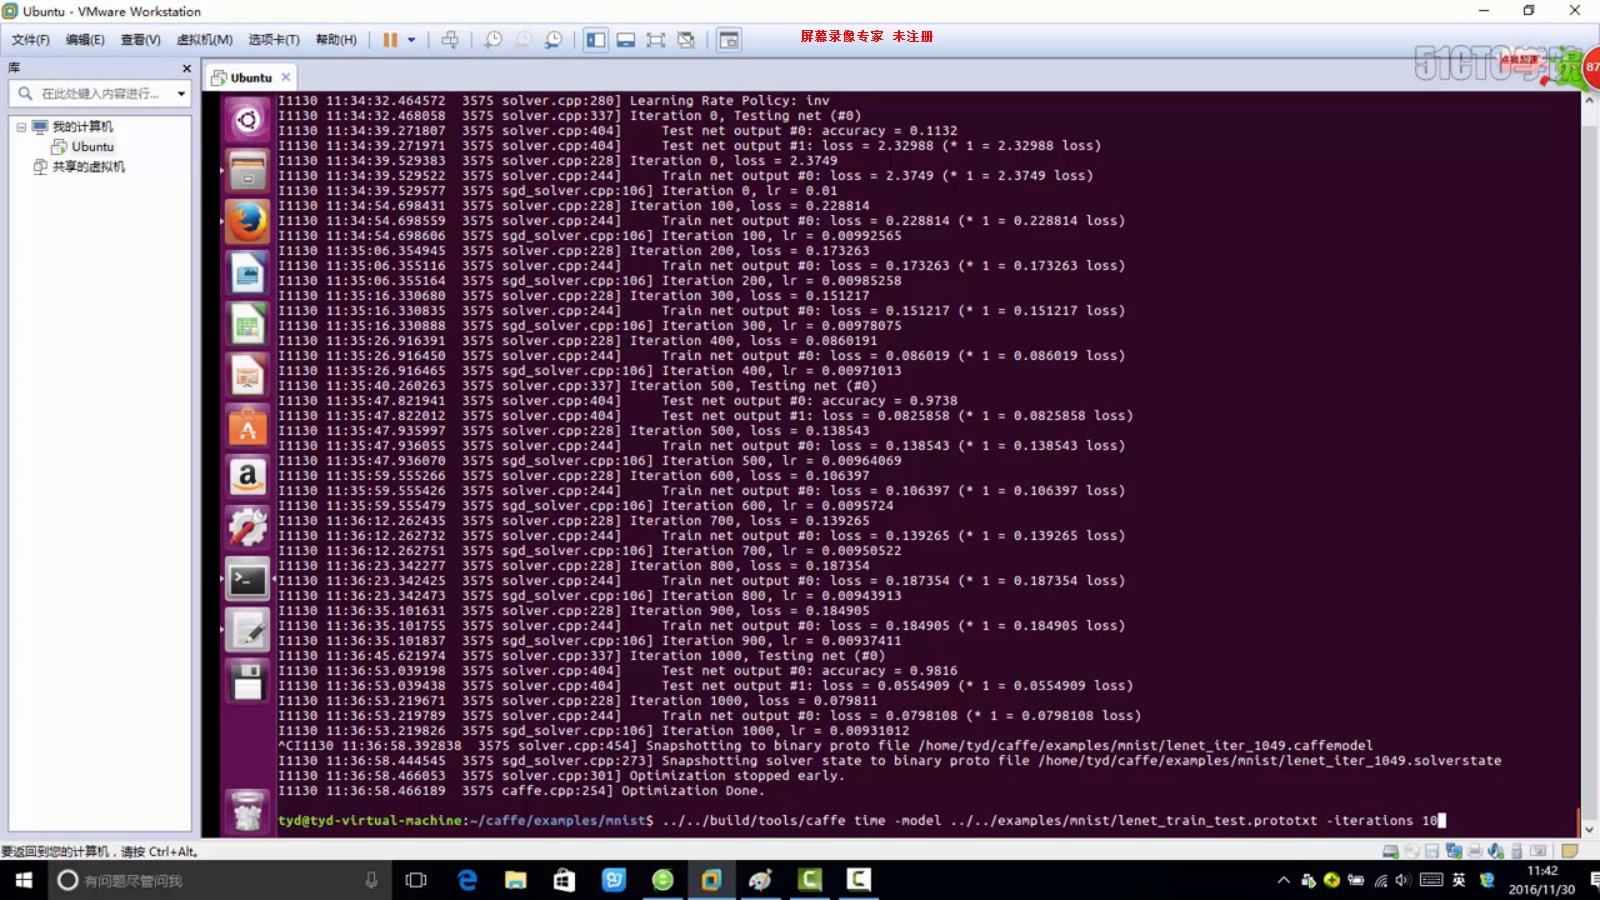 Ubuntu - VMware Workstation
文件(F) 编辑(E) 查看(V) 虚拟机(M) 选项卡(T) 帮助(H)
屏幕录像专家 未注册
51CTO学院
点我加速
87
库
在此处键入内容进行...
我的计算机
Ubuntu
共享的虚拟机
Ubuntu
I1130 11:34:32.464572 3575 solver.cpp:280] Learning Rate Policy: inv
I1130 11:34:32.468058 3575 solver.cpp:337] Iteration 0, Testing net (#0)
I1130 11:34:39.271807 3575 solver.cpp:404] Test net output #0: accuracy = 0.1132
I1130 11:34:39.271971 3575 solver.cpp:404] Test net output #1: loss = 2.32988 (* 1 = 2.32988 loss)
I1130 11:34:39.529383 3575 solver.cpp:228] Iteration 0, loss = 2.3749
I1130 11:34:39.529522 3575 solver.cpp:244] Train net output #0: loss = 2.3749 (* 1 = 2.3749 loss)
I1130 11:34:39.529577 3575 sgd_solver.cpp:106] Iteration 0, lr = 0.01
I1130 11:34:54.698431 3575 solver.cpp:228] Iteration 100, loss = 0.228814
I1130 11:34:54.698559 3575 solver.cpp:244] Train net output #0: loss = 0.228814 (* 1 = 0.228814 loss)
I1130 11:34:54.698606 3575 sgd_solver.cpp:106] Iteration 100, lr = 0.00992565
I1130 11:35:06.354945 3575 solver.cpp:228] Iteration 200, loss = 0.173263
I1130 11:35:06.355116 3575 solver.cpp:244] Train net output #0: loss = 0.173263 (* 1 = 0.173263 loss)
I1130 11:35:06.355164 3575 sgd_solver.cpp:106] Iteration 200, lr = 0.00985258
I1130 11:35:16.330680 3575 solver.cpp:228] Iteration 300, loss = 0.151217
I1130 11:35:16.330835 3575 solver.cpp:244] Train net output #0: loss = 0.151217 (* 1 = 0.151217 loss)
I1130 11:35:16.330888 3575 sgd_solver.cpp:106] Iteration 300, lr = 0.00978075
I1130 11:35:26.916391 3575 solver.cpp:228] Iteration 400, loss = 0.0860191
I1130 11:35:26.916450 3575 solver.cpp:244] Train net output #0: loss = 0.086019 (* 1 = 0.086019 loss)
I1130 11:35:26.916465 3575 sgd_solver.cpp:106] Iteration 400, lr = 0.00971013
I1130 11:35:40.260263 3575 solver.cpp:337] Iteration 500, Testing net (#0)
I1130 11:35:47.821941 3575 solver.cpp:404] Test net output #0: accuracy = 0.9738
I1130 11:35:47.822012 3575 solver.cpp:404] Test net output #1: loss = 0.0825858 (* 1 = 0.0825858 loss)
I1130 11:35:47.935997 3575 solver.cpp:228] Iteration 500, loss = 0.138543
I1130 11:35:47.936055 3575 solver.cpp:244] Train net output #0: loss = 0.138543 (* 1 = 0.138543 loss)
I1130 11:35:47.936070 3575 sgd_solver.cpp:106] Iteration 500, lr = 0.00964069
I1130 11:35:59.555266 3575 solver.cpp:228] Iteration 600, loss = 0.106397
I1130 11:35:59.555426 3575 solver.cpp:244] Train net output #0: loss = 0.106397 (* 1 = 0.106397 loss)
I1130 11:35:59.555479 3575 sgd_solver.cpp:106] Iteration 600, lr = 0.0095724
I1130 11:36:12.262435 3575 solver.cpp:228] Iteration 700, loss = 0.139265
I1130 11:36:12.262732 3575 solver.cpp:244] Train net output #0: loss = 0.139265 (* 1 = 0.139265 loss)
I1130 11:36:12.262751 3575 sgd_solver.cpp:106] Iteration 700, lr = 0.00950522
I1130 11:36:23.342277 3575 solver.cpp:228] Iteration 800, loss = 0.187354
I1130 11:36:23.342425 3575 solver.cpp:244] Train net output #0: loss = 0.187354 (* 1 = 0.187354 loss)
I1130 11:36:23.342473 3575 sgd_solver.cpp:106] Iteration 800, lr = 0.00943913
I1130 11:36:35.101631 3575 solver.cpp:228] Iteration 900, loss = 0.184905
I1130 11:36:35.101755 3575 solver.cpp:244] Train net output #0: loss = 0.184905 (* 1 = 0.184905 loss)
I1130 11:36:35.101837 3575 sgd_solver.cpp:106] Iteration 900, lr = 0.00937411
I1130 11:36:45.621974 3575 solver.cpp:337] Iteration 1000, Testing net (#0)
I1130 11:36:53.039198 3575 solver.cpp:404] Test net output #0: accuracy = 0.9816
I1130 11:36:53.039438 3575 solver.cpp:404] Test net output #1: loss = 0.0554909 (* 1 = 0.0554909 loss)
I1130 11:36:53.219671 3575 solver.cpp:228] Iteration 1000, loss = 0.079811
I1130 11:36:53.219789 3575 solver.cpp:244] Train net output #0: loss = 0.0798108 (* 1 = 0.0798108 loss)
I1130 11:36:53.219826 3575 sgd_solver.cpp:106] Iteration 1000, lr = 0.00931012
^CI1130 11:36:58.392838 3575 solver.cpp:454] Snapshotting to binary proto file /home/tyd/caffe/examples/mnist/lenet_iter_1049.caffemodel
I1130 11:36:58.444545 3575 sgd_solver.cpp:273] Snapshotting solver state to binary proto file /home/tyd/caffe/examples/mnist/lenet_iter_1049.solverstate
I1130 11:36:58.466053 3575 solver.cpp:301] Optimization stopped early.
I1130 11:36:58.466189 3575 caffe.cpp:254] Optimization Done.
tyd@tyd-virtual-machine:~/caffe/examples/mnist$ ../../build/tools/caffe time -model ../../examples/mnist/lenet_train_test.prototxt -iterations 10
要返回到您的计算机，请按 Ctrl+Alt。
有问题尽管问我
英
11:42
2016/11/30